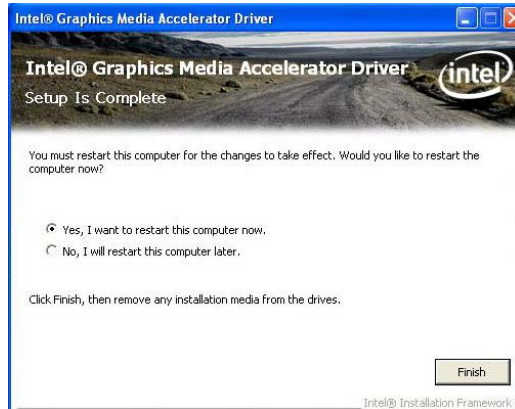 Intel® Graphics Media Accelerator Driver
Intel® Graphics Media Accelerator Driver
intel
Setup Is Complete
You must restart this computer for the changes to take effect. Would you like to restart the
computer now?
Yes, I want to restart this computer now.
No, I will restart this computer later.
Click Finish, then remove any installation media from the drives.
Finish
Intel® Installation Framework